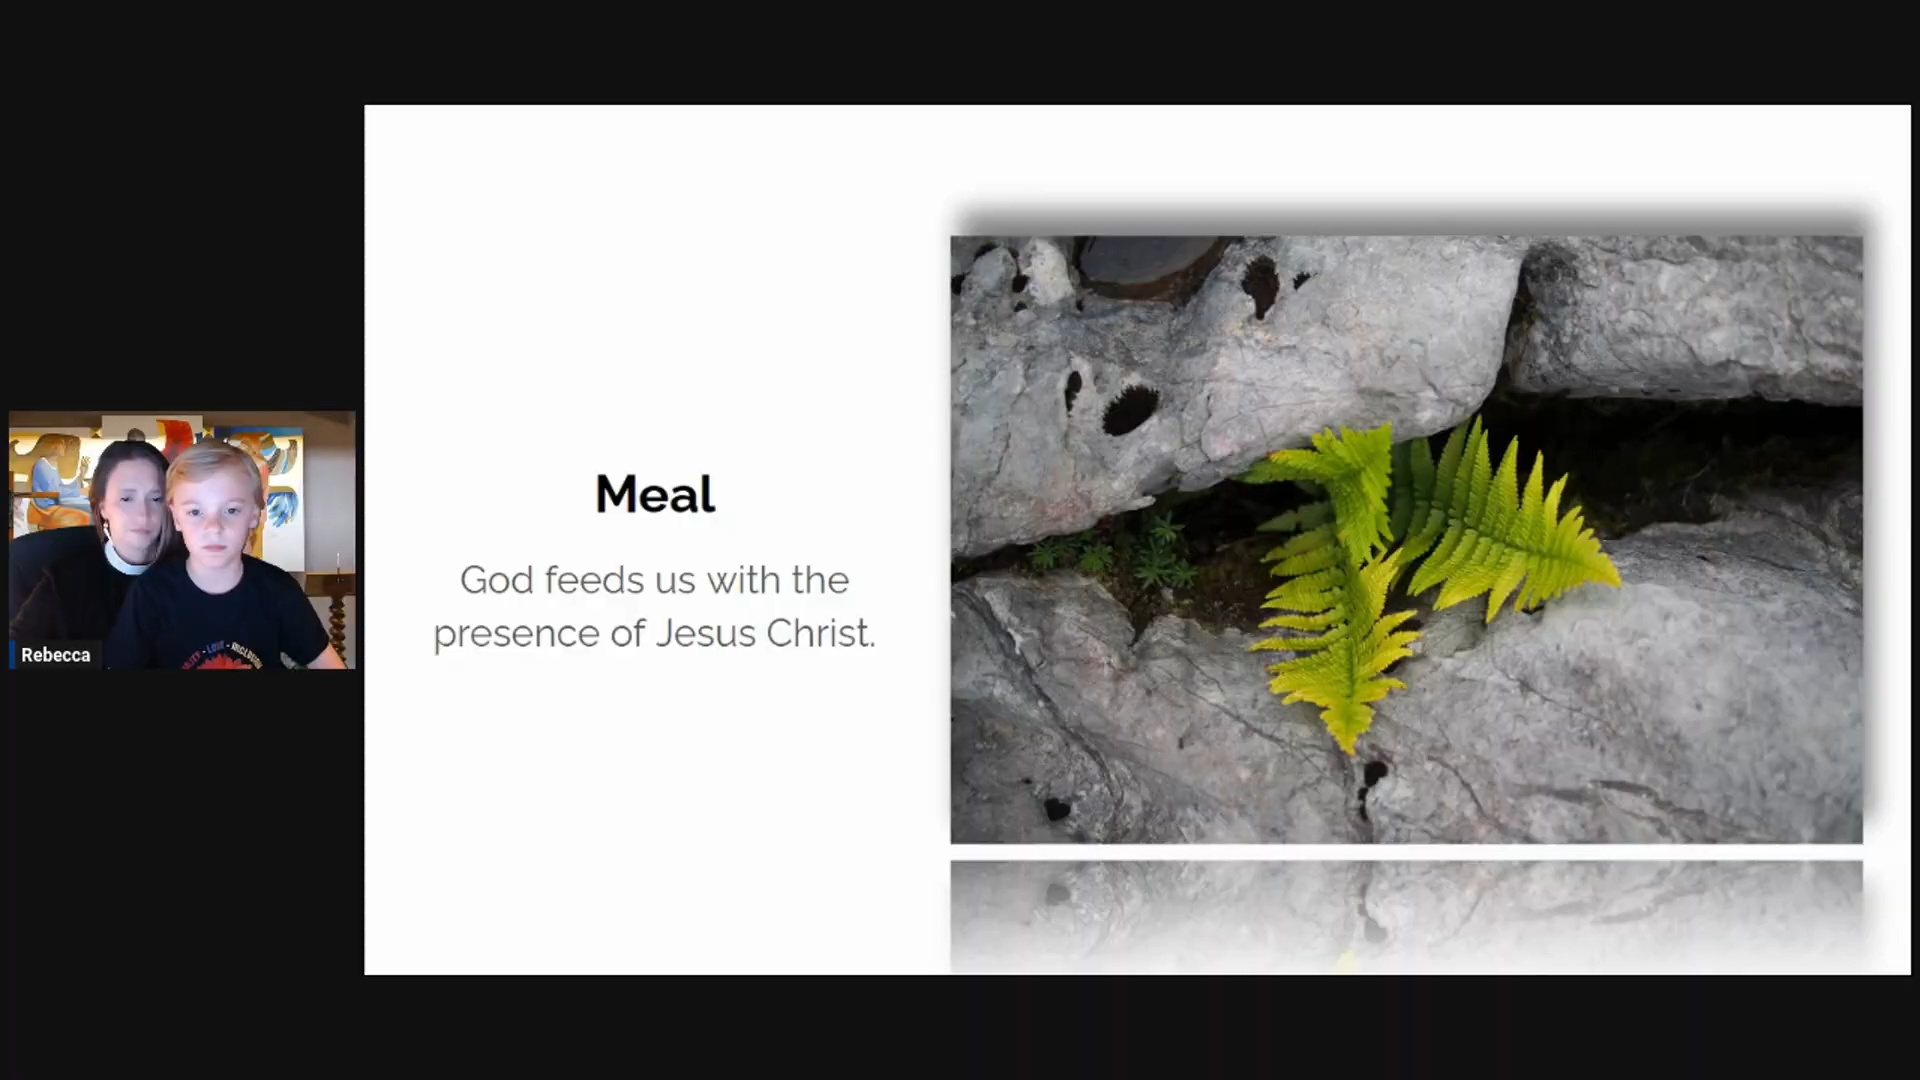 Meal
God feeds us with the
presence of Jesus Christ.
Rebecca